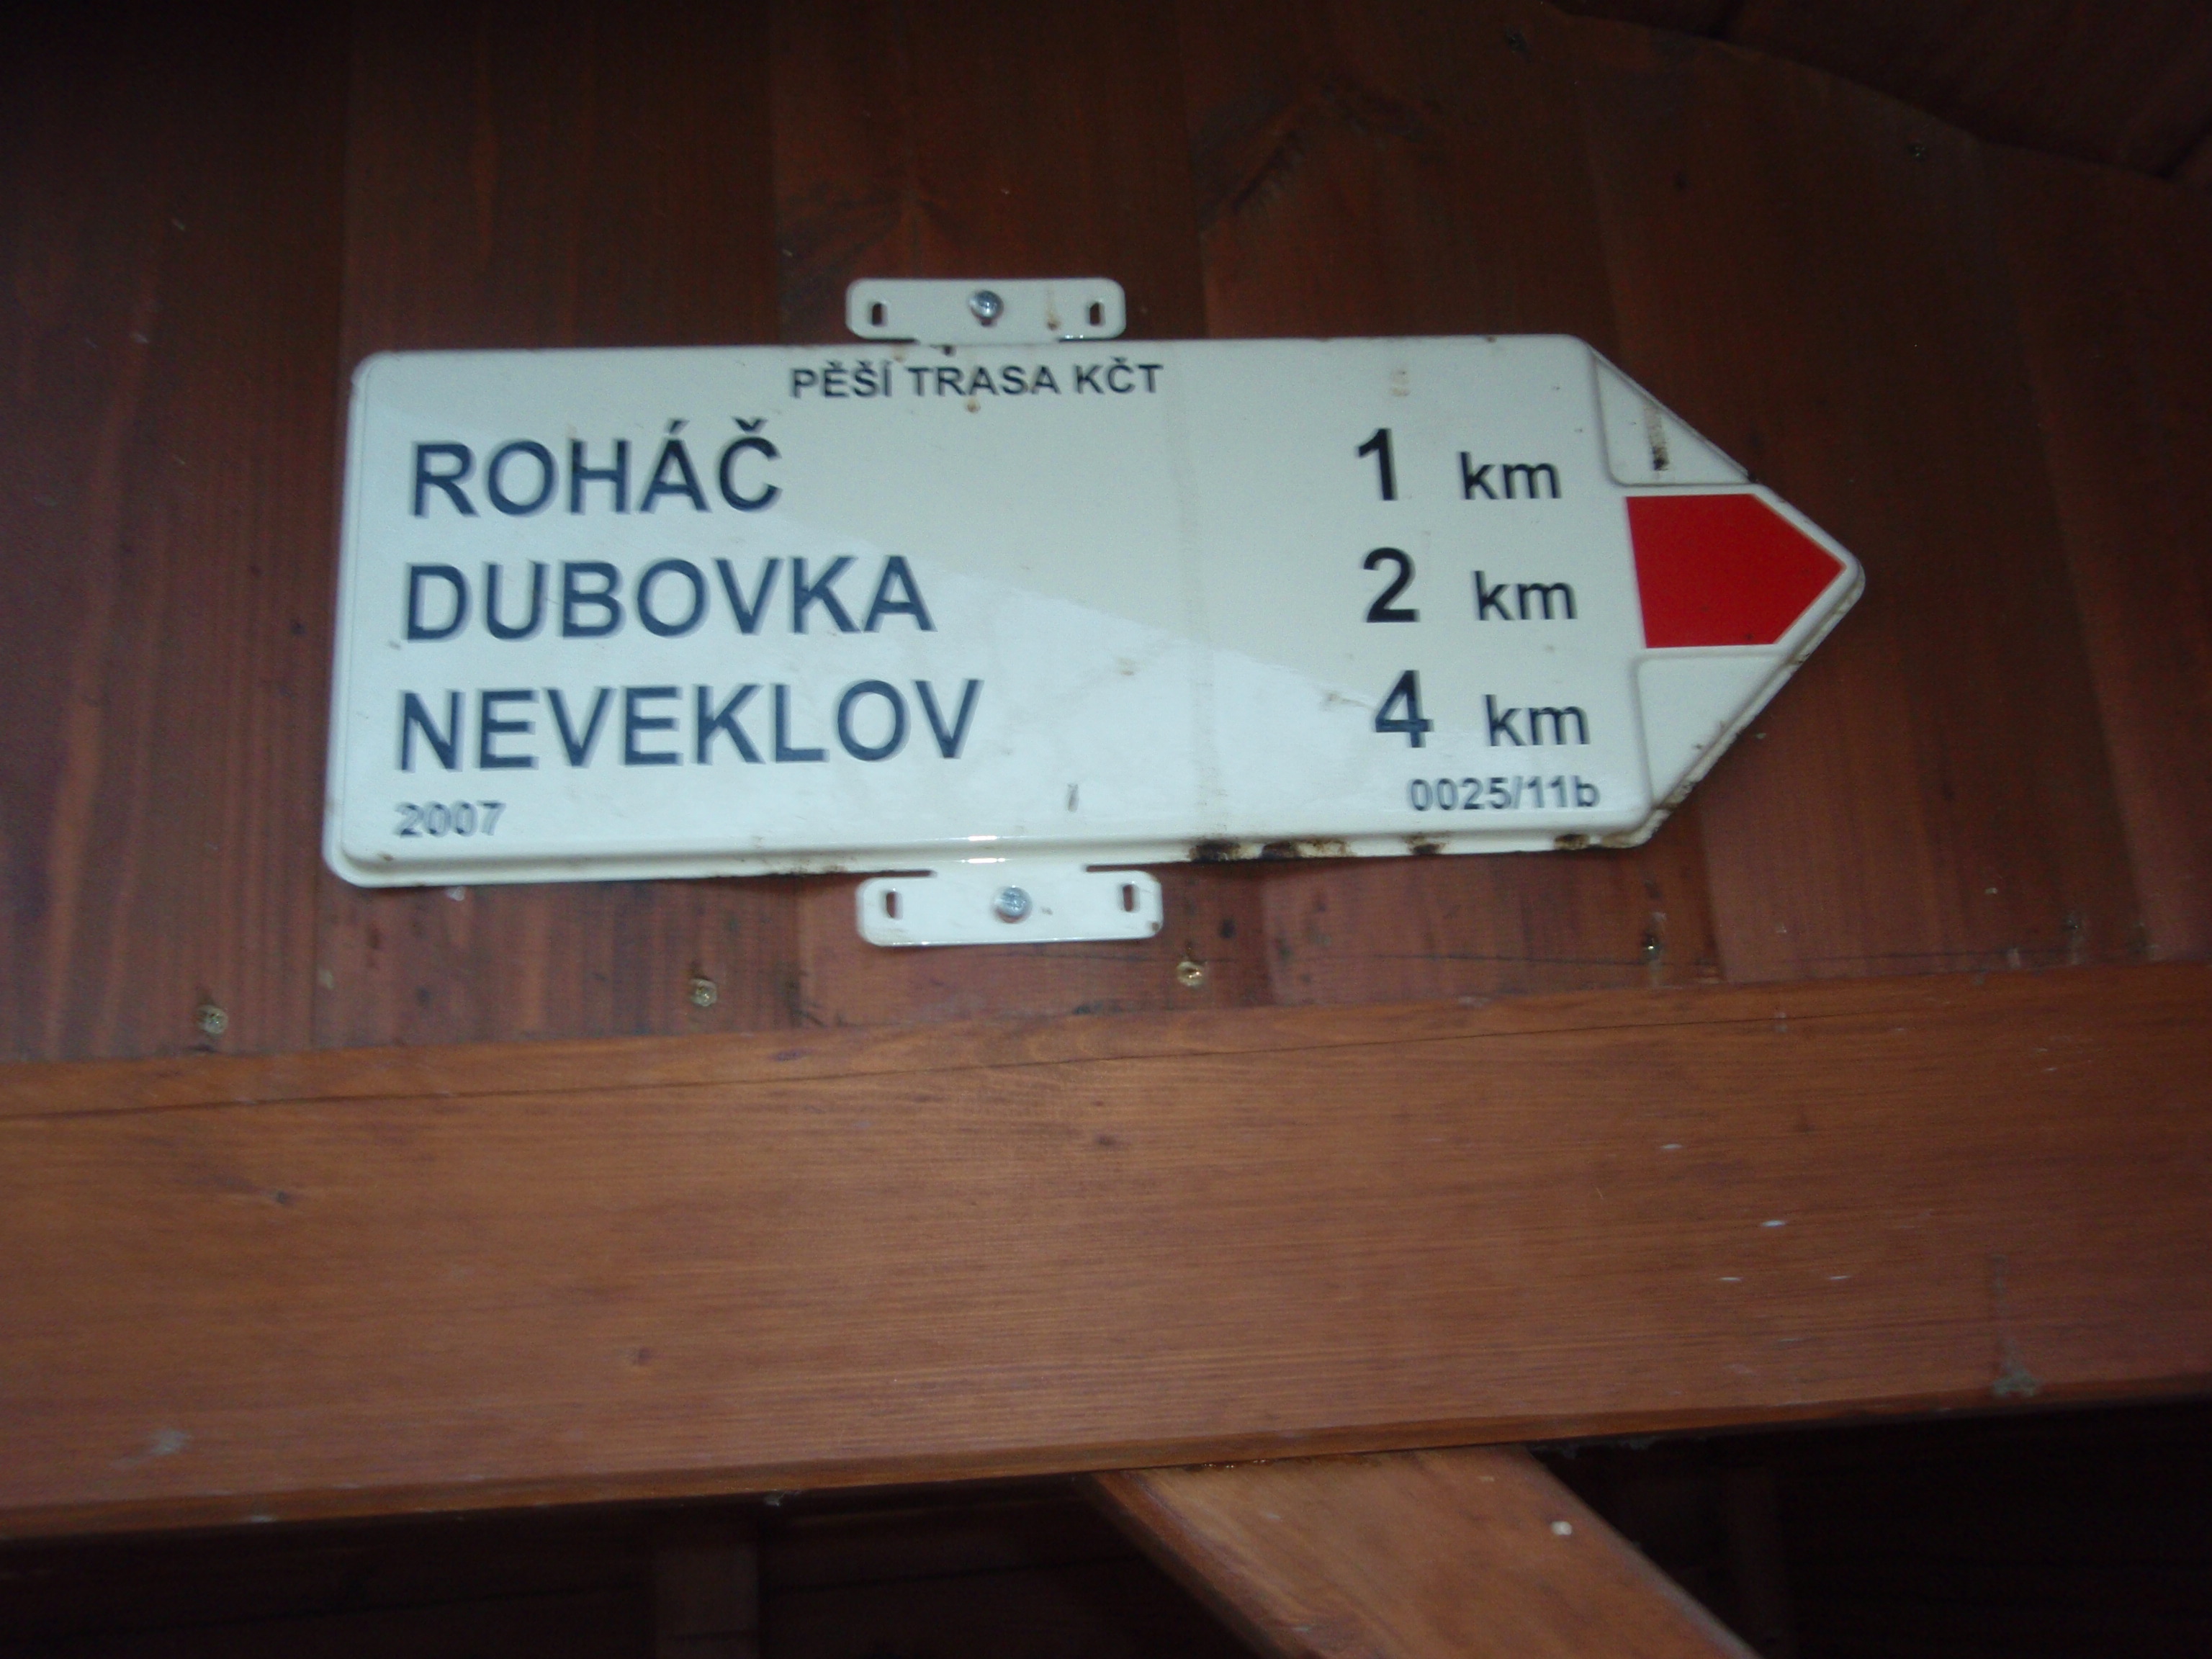 PĚŠÍ TRASA KČT
ROHÁČ 1 km
DUBOVKA 2 km
NEVEKLOV 4 km
2007 0025/11b